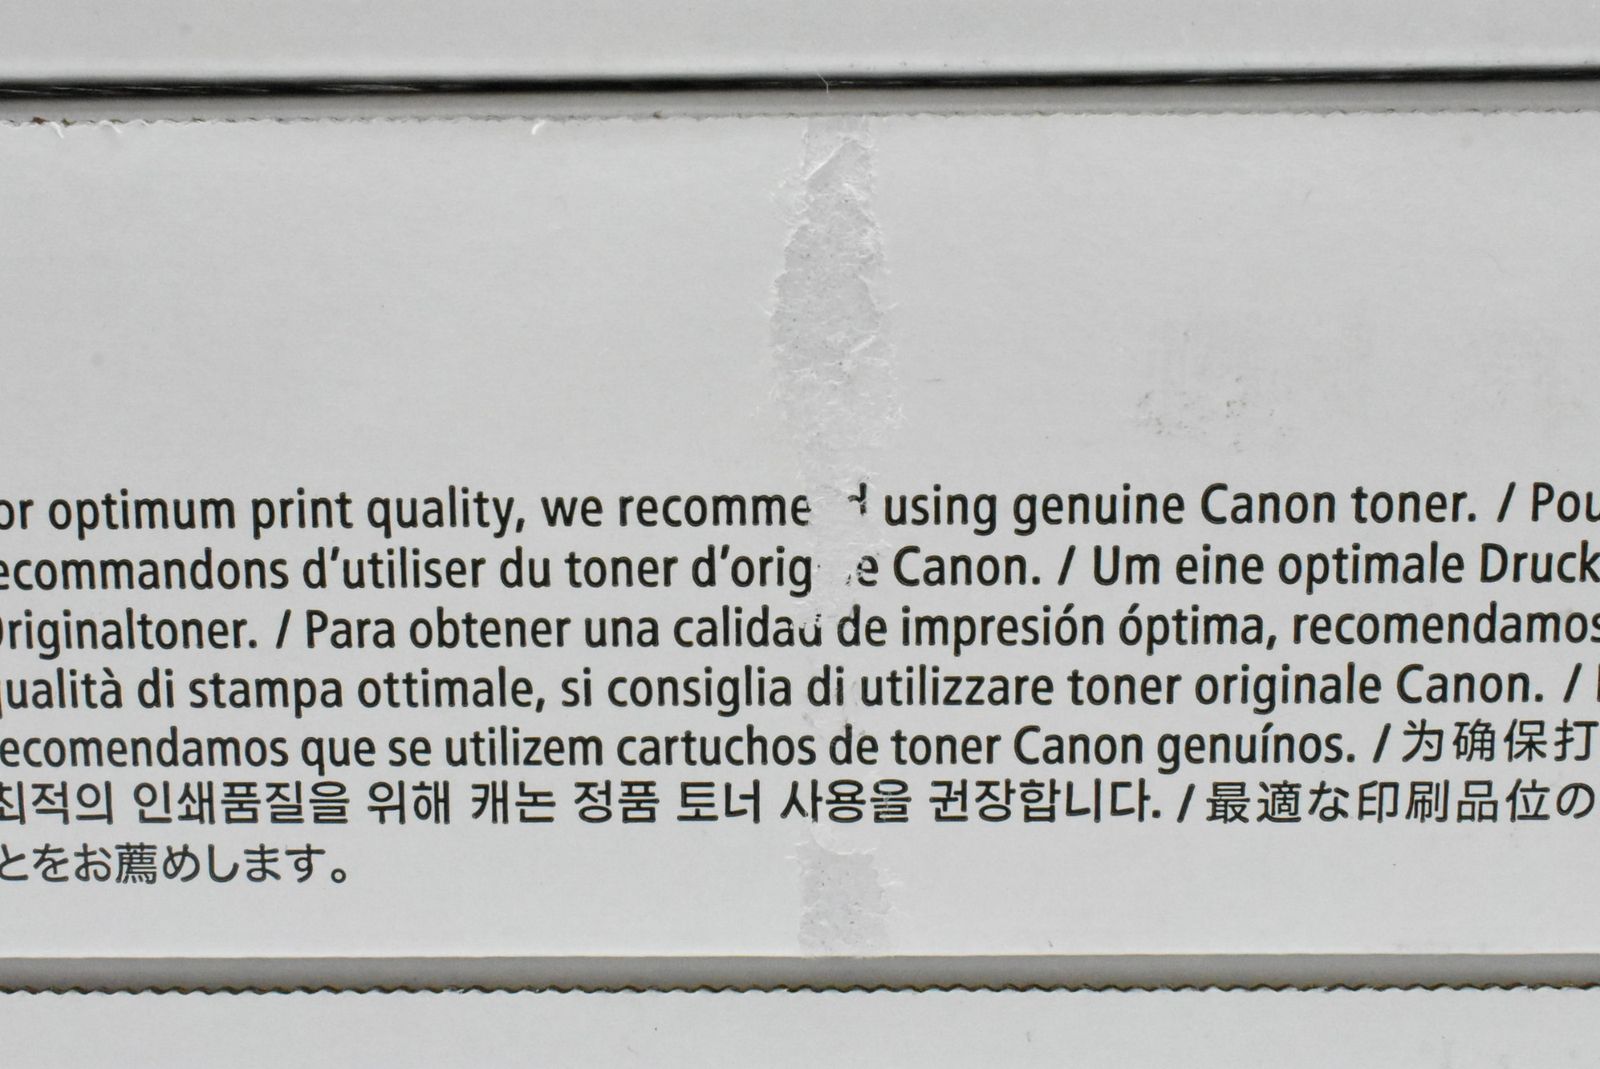 or optimum print quality, we using genuine Canon toner. / Pou
ecommandons d'utiliser du toner Canon. / Um eine optimale Druck
riginaltoner. / Para obtener una calidad de impresión óptima, recomendamos
ualità di stampa ottimale, si consiglia di utilizzare toner originale Canon. /
ecomendamos que se utilizem cartuchos de toner Canon genuínos. / 为确保打
최적의 인쇄품질을 위해 캐논 정품 토너 사용을 권장합니다. / 最適な印刷品位の
とをお薦めします。